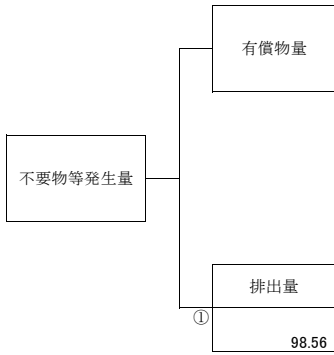 有償物量
不要物等発生量
排出量
①
98.56